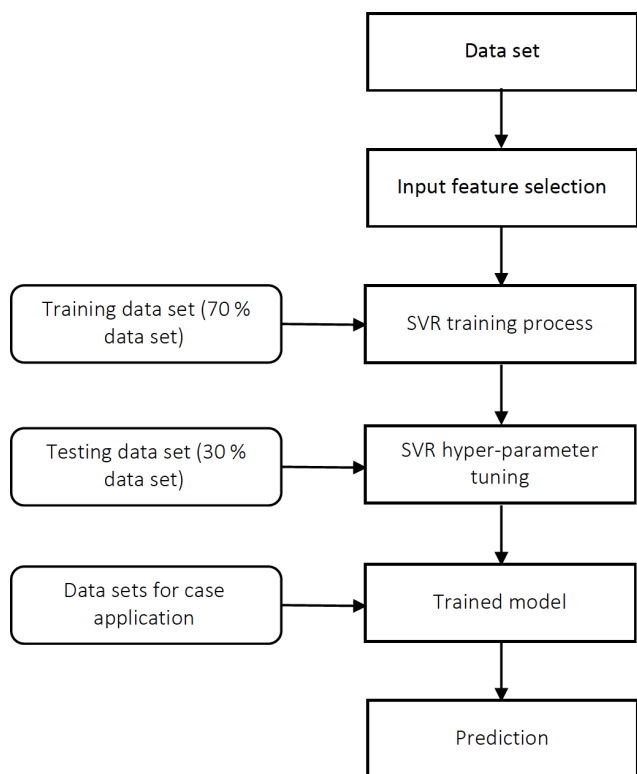 Data set
Input feature selection
Training data set (70 %
data set)
SVR training process
Testing data set (30 %
data set)
SVR hyper-parameter
tuning
Data sets for case
application
Trained model
Prediction